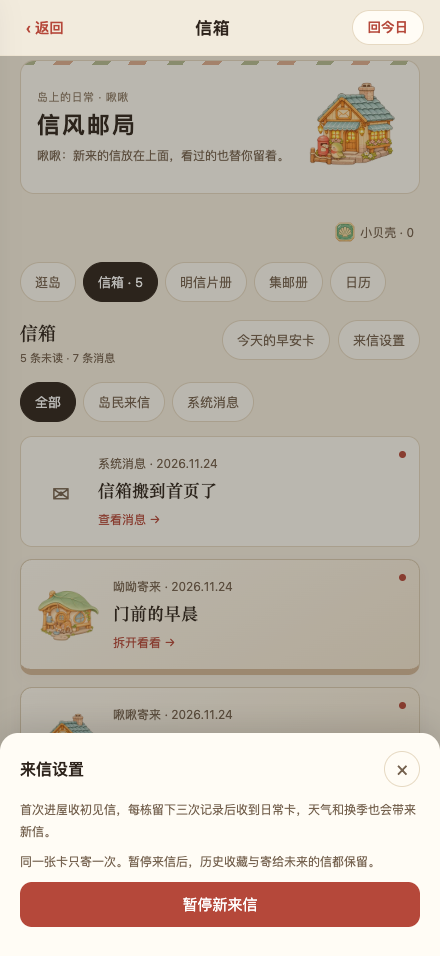 ‹ 返回
信箱
回今日
岛上的日常 · 啾啾
信风邮局
啾啾：新来的信放在上面，看过的也替你留着。
小贝壳 · 0
逛岛
信箱 · 5
明信片册
集邮册
日历
信箱
5 条未读 · 7 条消息
今天的早安卡
来信设置
全部
岛民来信
系统消息
系统消息 · 2026.11.24
信箱搬到首页了
查看消息 →
呦呦寄来 · 2026.11.24
门前的早晨
拆开看看 →
啾啾寄来 · 2026.11.24
来信设置
×
首次进屋收初见信，每栋留下三次记录后收到日常卡，天气和换季也会带来
新信。
同一张卡只寄一次。暂停来信后，历史收藏与寄给未来的信都保留。
暂停新来信